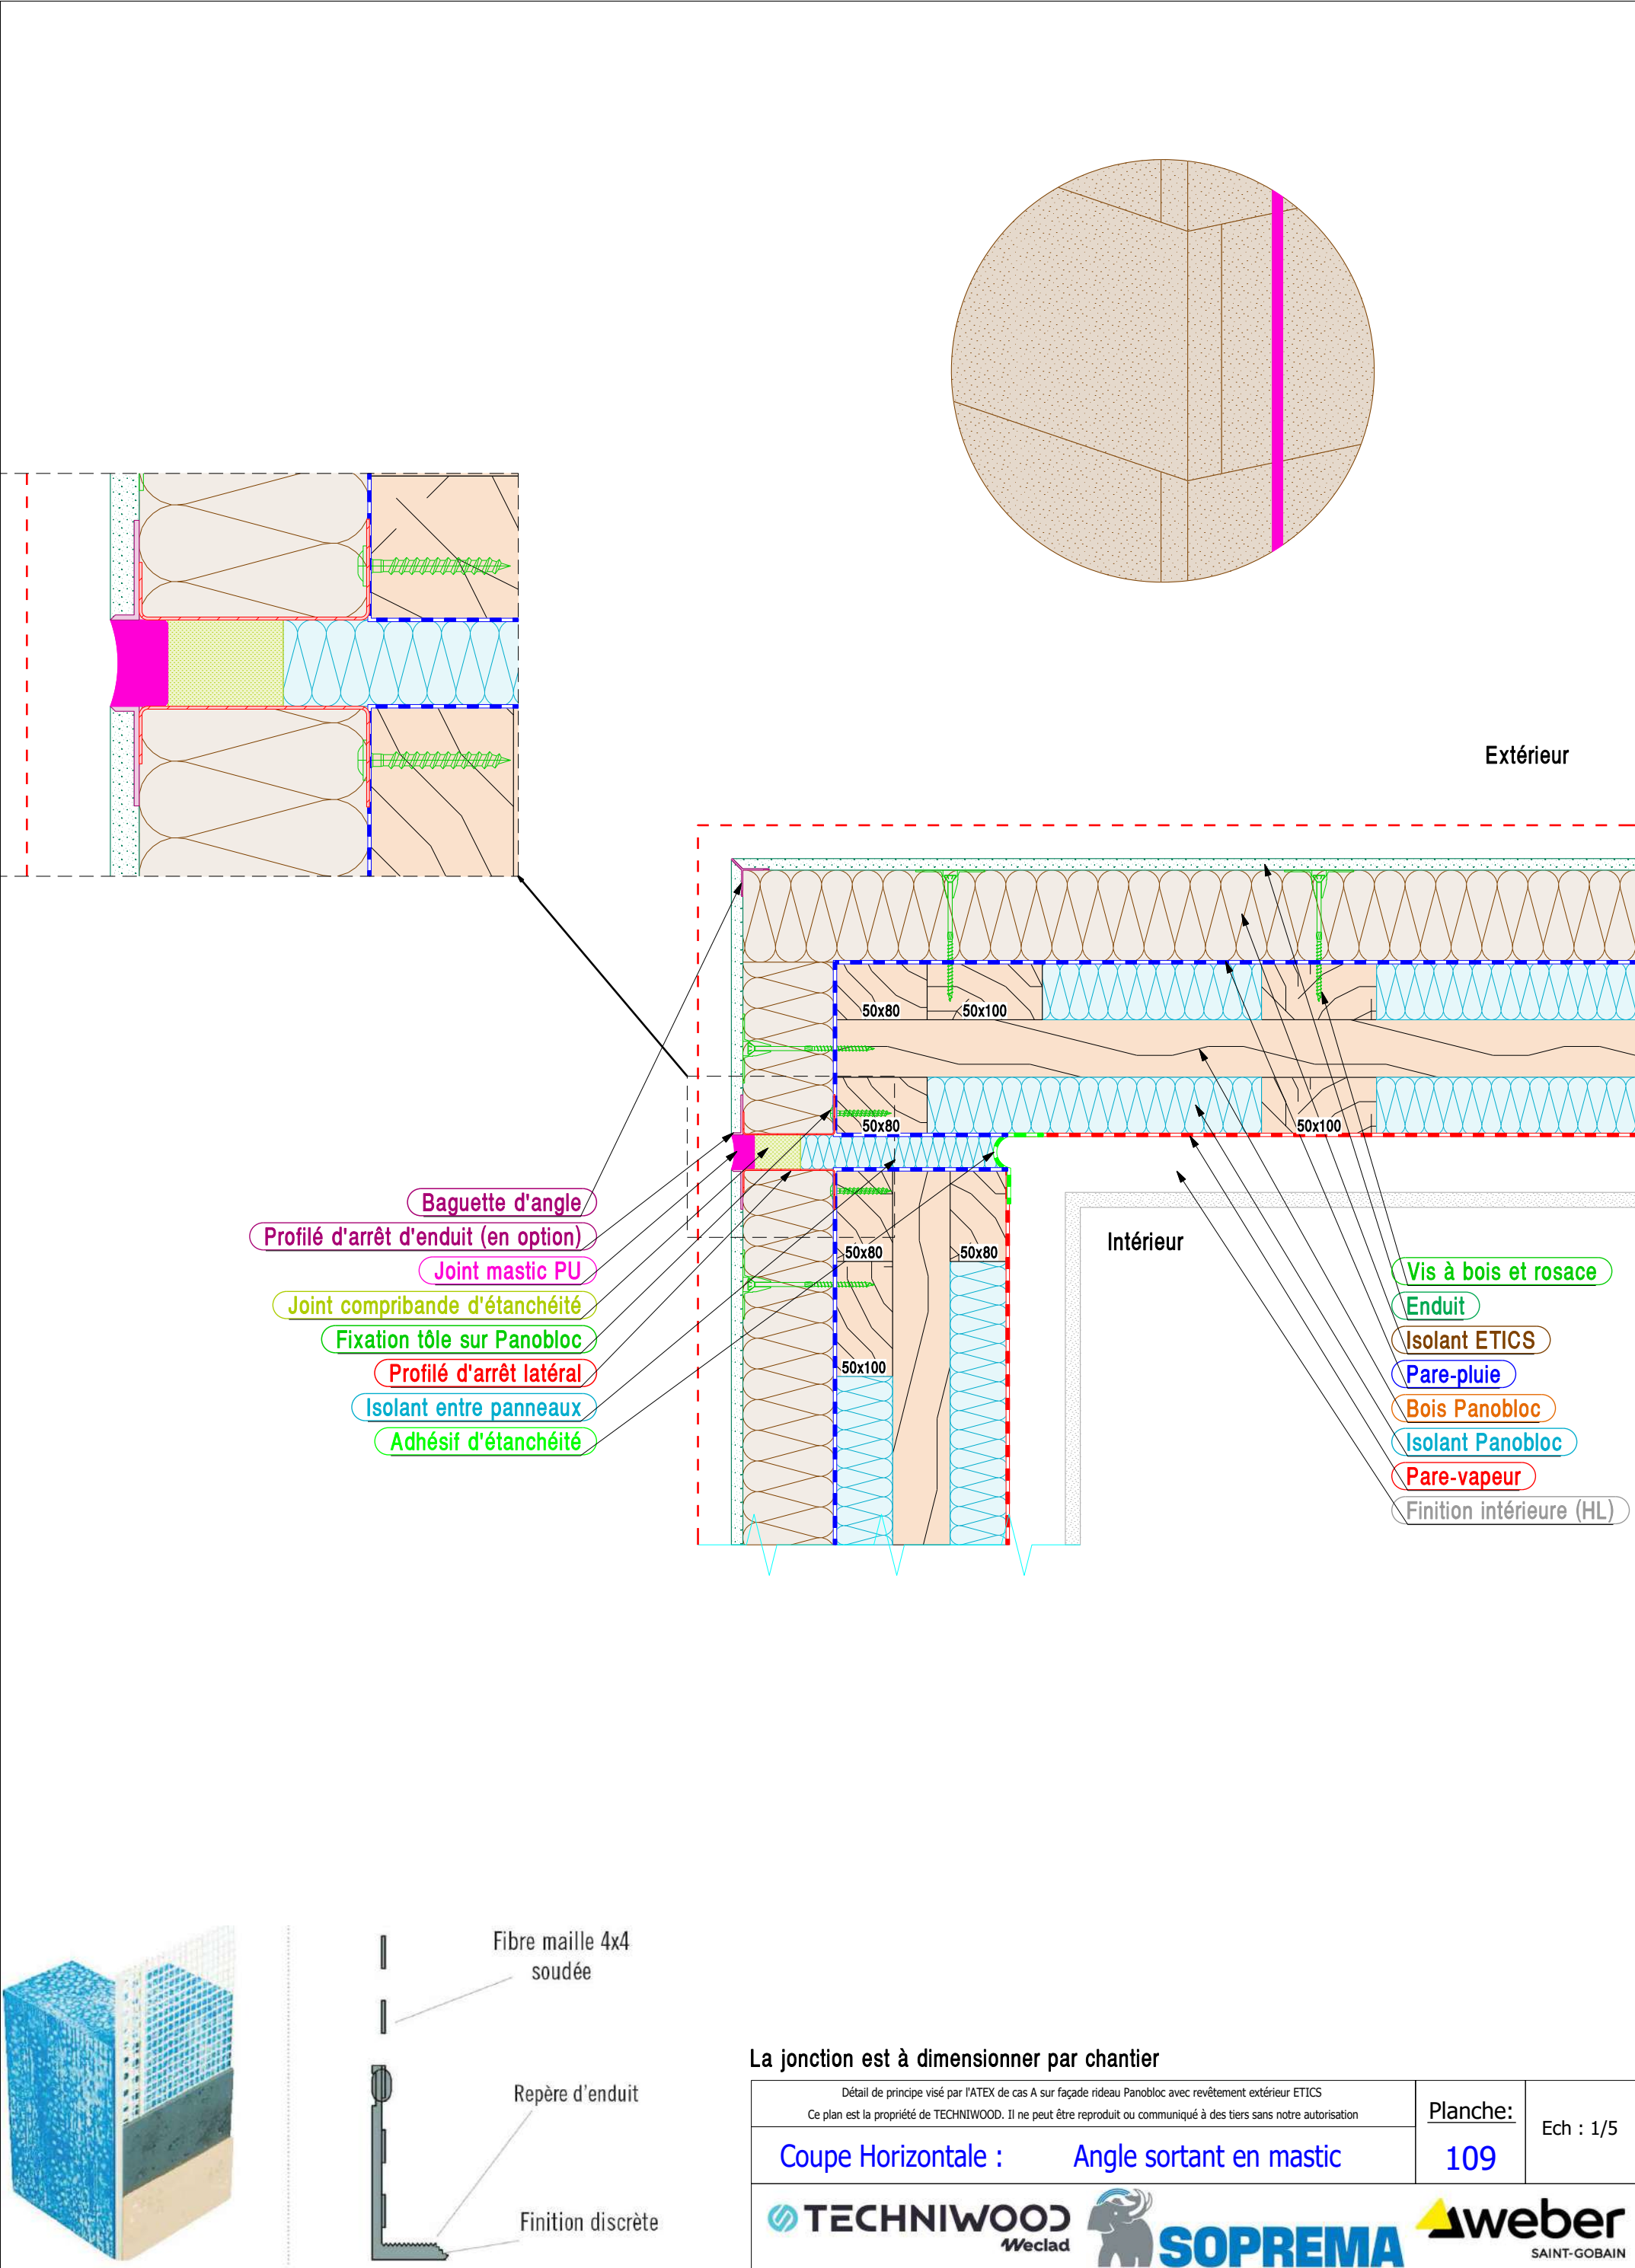 Extérieur
50x80
50x100
50x80
50x100
Intérieur
50x80
50x80
50x100
Baguette d'angle
Profilé d'arrêt d'enduit (en option)
Joint mastic PU
Joint compribande d'étanchéité
Fixation tôle sur Panobloc
Profilé d'arrêt latéral
Isolant entre panneaux
Adhésif d'étanchéité
Vis à bois et rosace
Enduit
Isolant ETICS
Pare-pluie
Bois Panobloc
Isolant Panobloc
Pare-vapeur
Finition intérieure (HL)
Fibre maille 4x4
soudée
Repère d'enduit
Finition discrète
La jonction est à dimensionner par chantier
Détail de principe visé par l'ATEX de cas A sur façade rideau Panobloc avec revêtement extérieur ETICS
Ce plan est la propriété de TECHNIWOOD. Il ne peut être reproduit ou communiqué à des tiers sans notre autorisation
Coupe Horizontale : Angle sortant en mastic
Planche:
109
Ech : 1/5
TECHNIWOOD
Weclad
SOPREMA
weber
SAINT-GOBAIN